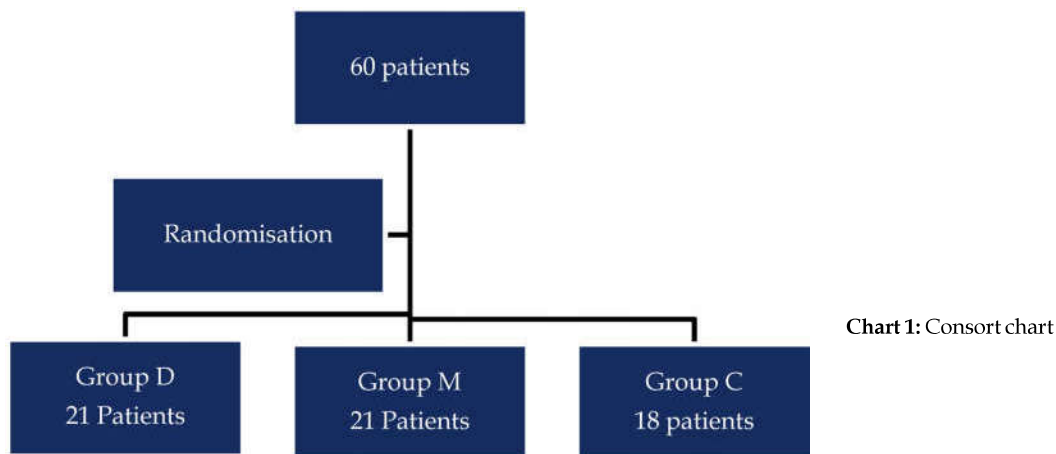 60 patients
Randomisation
Group D
21 Patients
Group M
21 Patients
Group C
18 patients
Chart 1: Consort chart